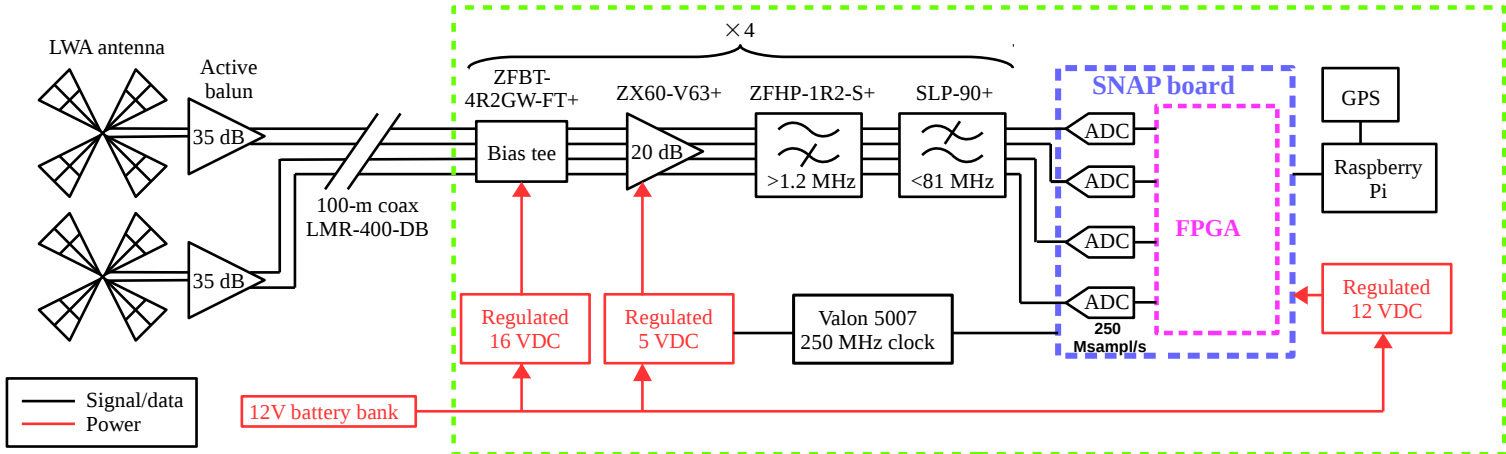 ×4
LWA antenna
Active
balun
ZFBT-
4R2GW-FT+
ZX60-V63+
ZFHP-1R2-S+
SLP-90+
SNAP board
GPS
35 dB
Bias tee
20 dB
>1.2 MHz
<81 MHz
ADC
ADC
ADC
ADC
250
Msampl/s
FPGA
Raspberry
Pi
100-m coax
LMR-400-DB
35 dB
Regulated
16 VDC
Regulated
5 VDC
Valon 5007
250 MHz clock
Regulated
12 VDC
Signal/data
Power
12V battery bank